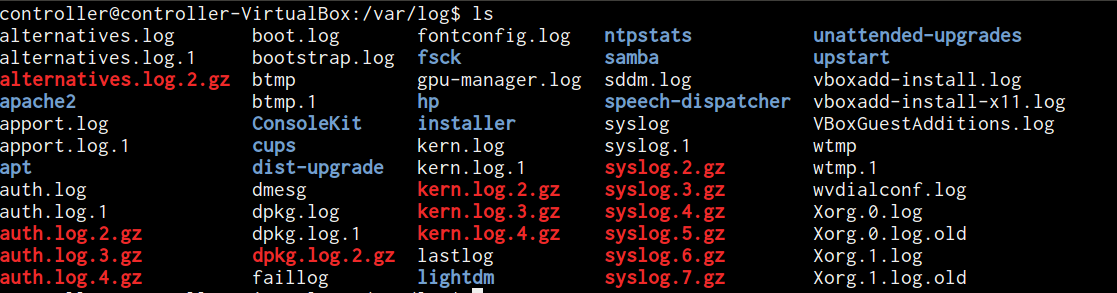 controller@controller-VirtualBox:/var/log$ ls
alternatives.log boot.log fontconfig.log ntpstats unattended-upgrades
alternatives.log.1 bootstrap.log fsck samba upstart
alternatives.log.2.gz btmp gpu-manager.log sddm.log vboxadd-install.log
apache2 btmp.1 hp speech-dispatcher vboxadd-install-x11.log
apport.log ConsoleKit installer syslog VBoxGuestAdditions.log
apport.log.1 cups kern.log syslog.1 wtmp
apt dist-upgrade kern.log.1 syslog.2.gz wtmp.1
auth.log dmesg kern.log.2.gz syslog.3.gz wvdialconf.log
auth.log.1 dpkg.log kern.log.3.gz syslog.4.gz Xorg.0.log
auth.log.2.gz dpkg.log.1 kern.log.4.gz syslog.5.gz Xorg.0.log.old
auth.log.3.gz dpkg.log.2.gz lastlog syslog.6.gz Xorg.1.log
auth.log.4.gz faillog lightdm syslog.7.gz Xorg.1.log.old